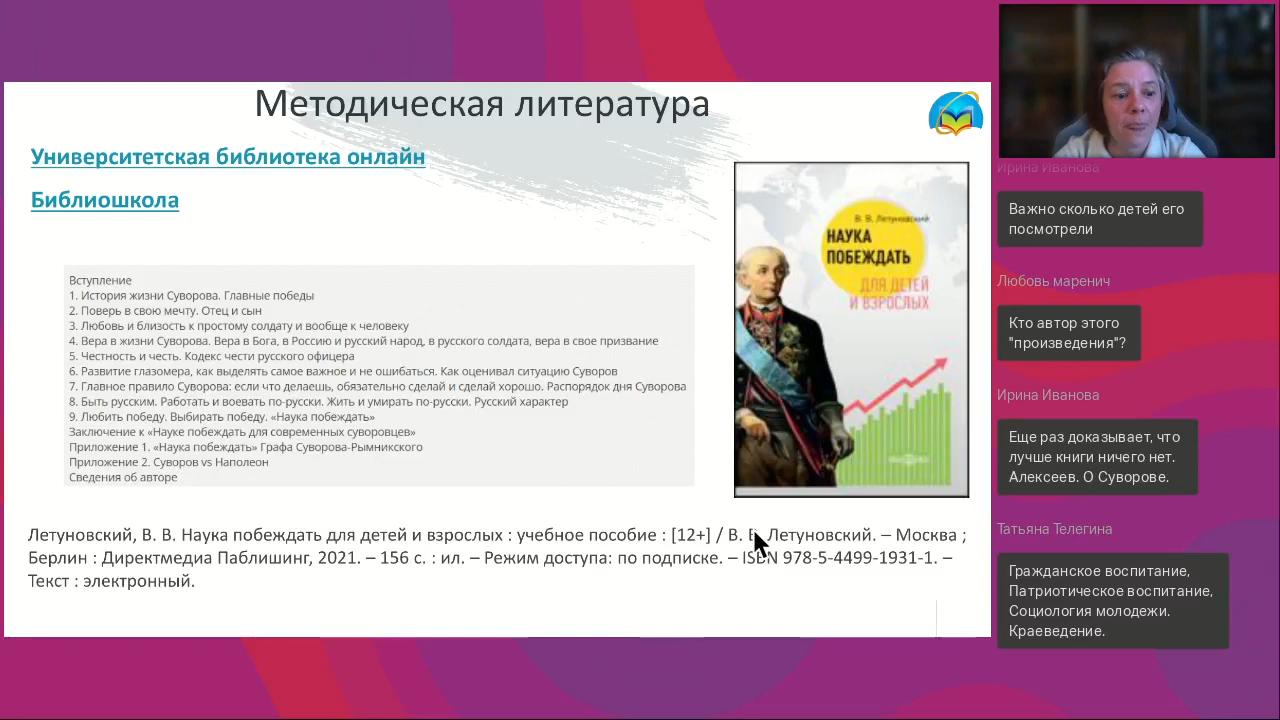 Методическая литература
Университетская библиотека онлайн
Библиошкола
Вступление
1. История жизни Суворова. Главные победы
2. Поверь в свою мечту. Отец и сын
3. Любовь и близость к простому солдату и вообще к человеку
4. Вера в жизни Суворова. Вера в Бога, в Россию и русский народ, в русского солдата, вера в свое призвание
5. Честность и честь. Кодекс чести русского офицера
6. Развитие глазомера, как выделять самое важное и не ошибаться. Как оценивал ситуацию Суворов
7. Главное правило Суворова: если что делаешь, обязательно сделай и сделай хорошо. Распорядок дня Суворова
8. Быть русским. Работать и воевать по-русски. Жить и умирать по-русски. Русский характер
9. Любить победу. Выбирать победу. «Наука побеждать»
Заключение к «Науке побеждать для современных суворовцев»
Приложение 1. «Наука побеждать» Графа Суворова-Рымникского
Приложение 2. Суворов vs Наполеон
Сведения об авторе
В. В. Летуновский
НАУКА
ПОБЕЖДАТЬ
ДЛЯ ДЕТЕЙ
И ВЗРОСЛЫХ
Летуновский, В. В. Наука побеждать для детей и взрослых : учебное пособие : [12+] / В. В. Летуновский. – Москва ;
Берлин : Директмедиа Паблишинг, 2021. – 156 с. : ил. – Режим доступа: по подписке. – ISBN 978-5-4499-1931-1. –
Текст : электронный.
Ирина Иванова
Важно сколько детей его
посмотрели
Любовь маренич
Кто автор этого
"произведения"?
Ирина Иванова
Еще раз доказывает, что
лучше книги ничего нет.
Алексеев. О Суворове.
Татьяна Телегина
Гражданское воспитание,
Патриотическое воспитание,
Социология молодежи.
Краеведение.